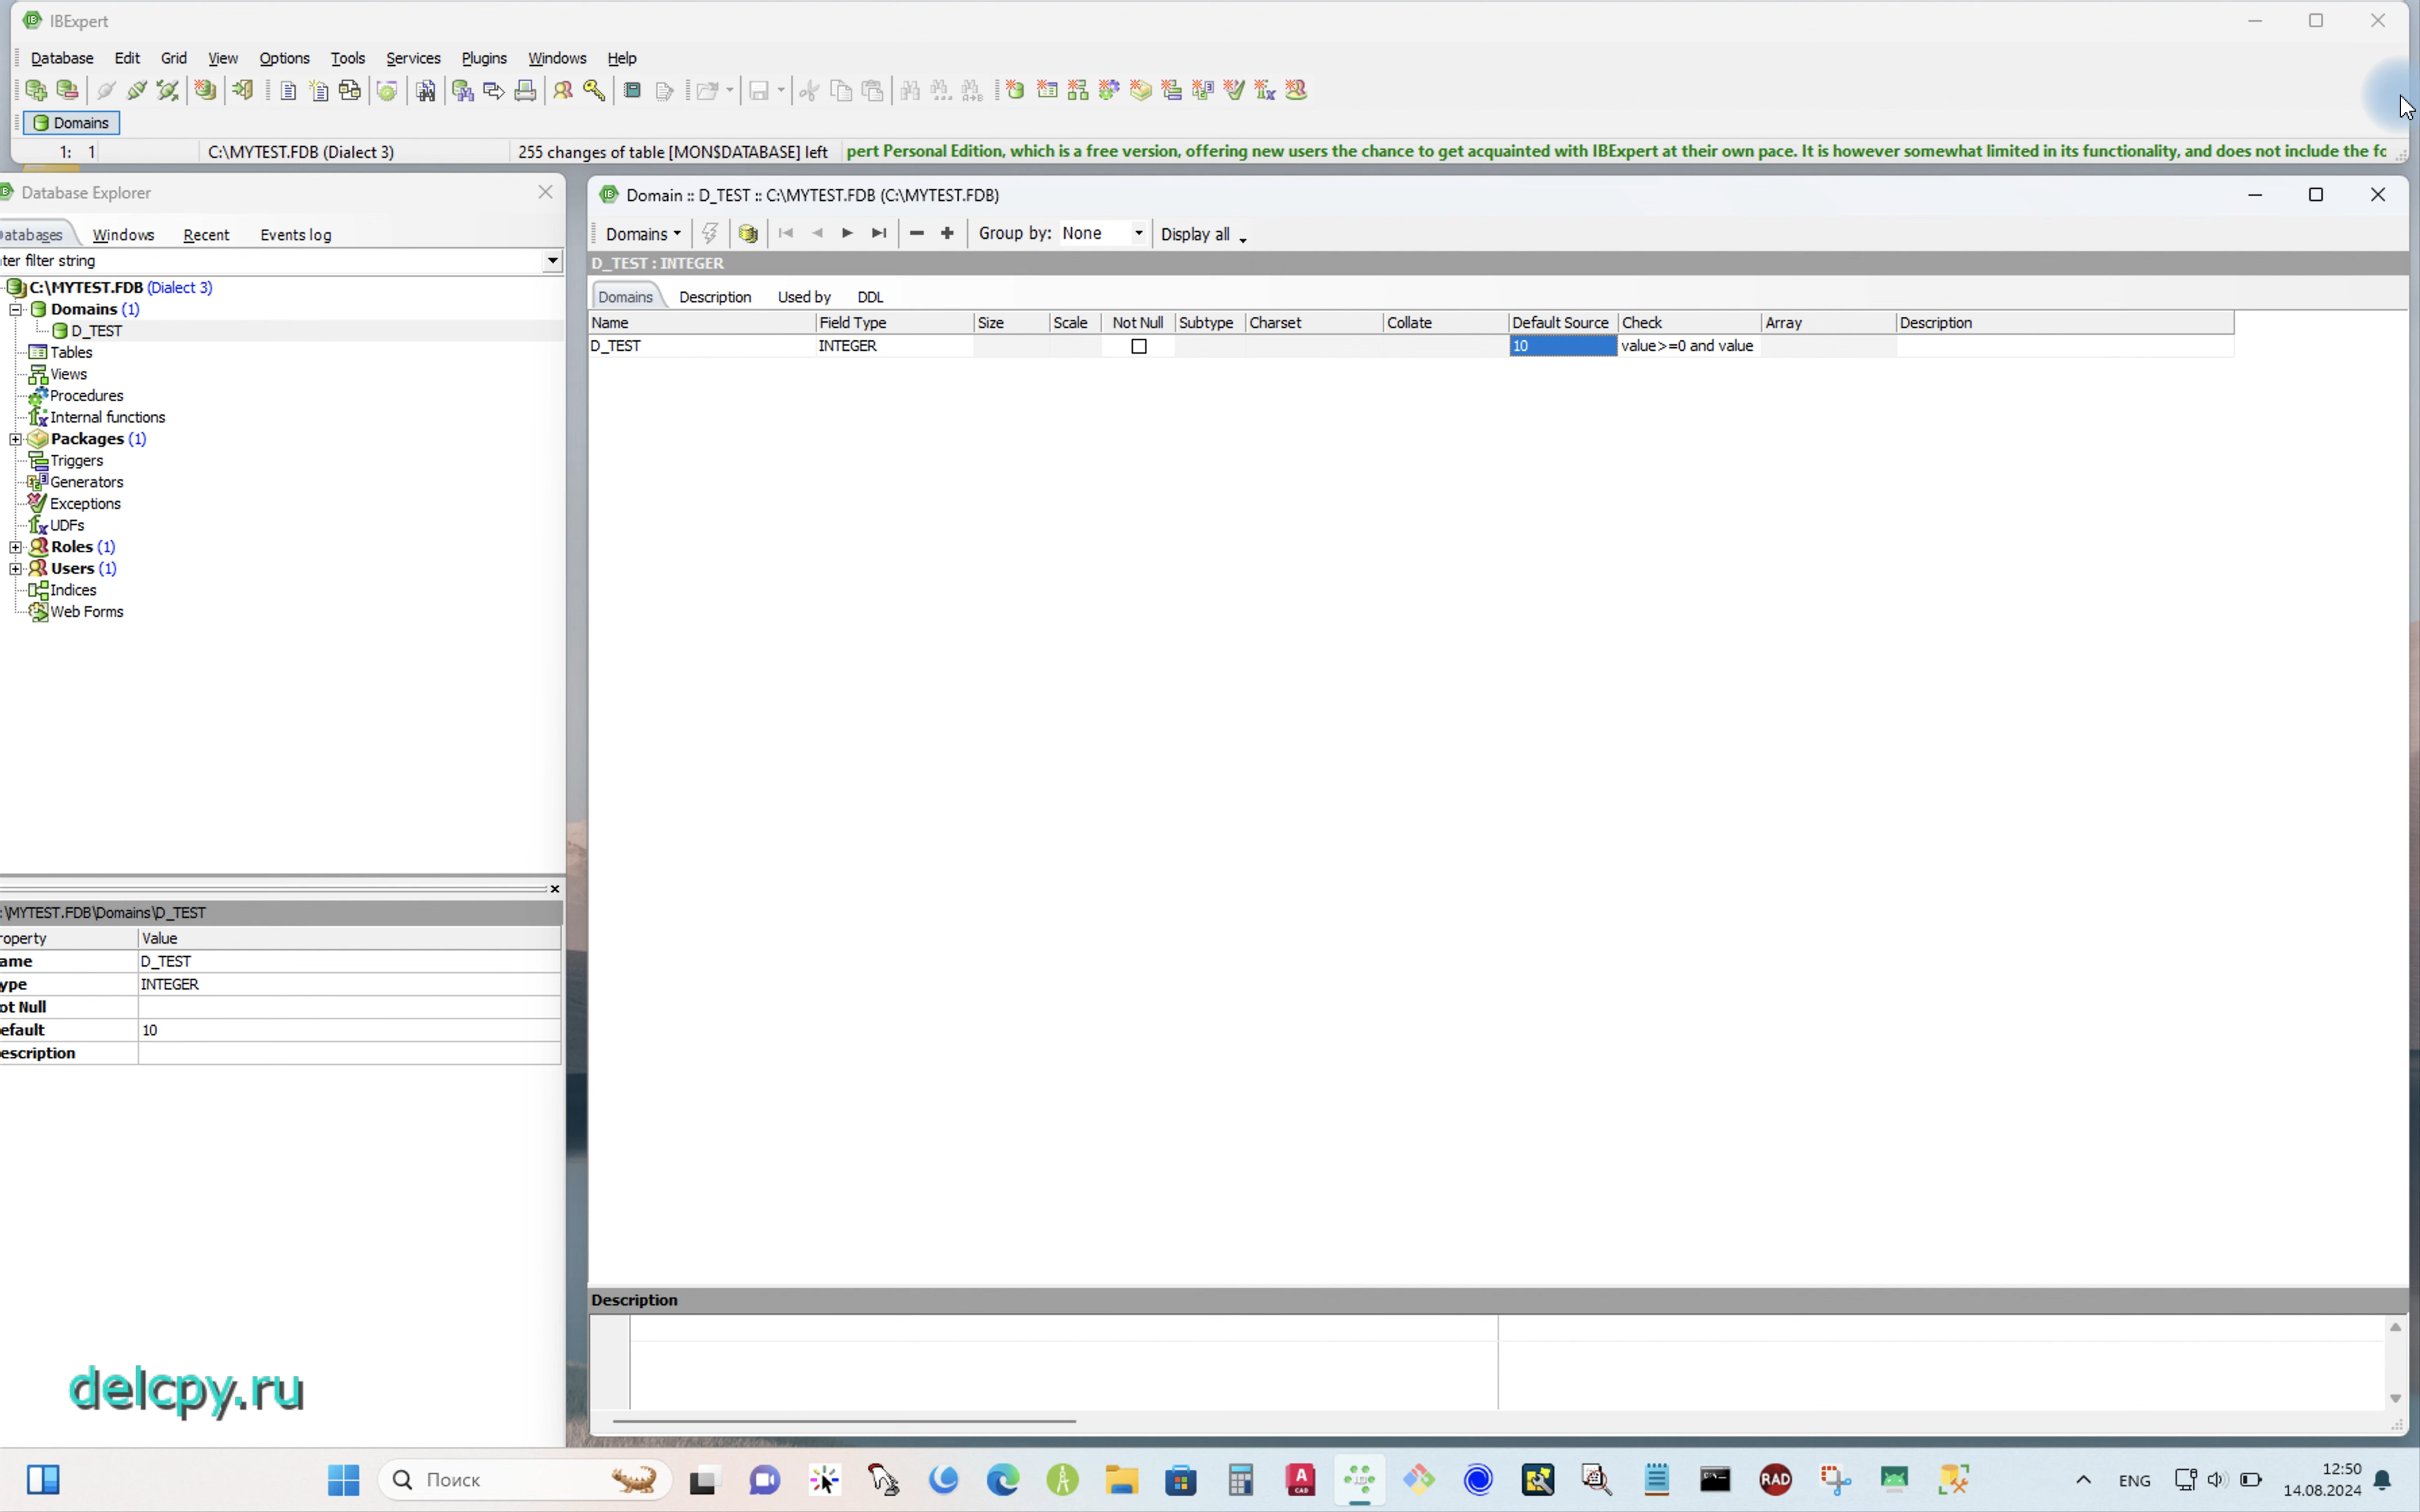 IBExpert
Database Edit Grid View Options Tools Services Plugins Windows Help
Domains
1: 1 C:\MYTEST.FDB (Dialect 3) 255 changes of table [MON$DATABASE] left pert Personal Edition, which is a free version, offering new users the chance to get acquainted with IBExpert at their own pace. It is however somewhat limited in its functionality, and does not include the fo
Database Explorer
atabases Windows Recent Events log
ter filter string
C:\MYTEST.FDB (Dialect 3)
Domains (1)
D_TEST
Tables
Views
Procedures
Internal functions
Packages (1)
Triggers
Generators
Exceptions
UDFs
Roles (1)
Users (1)
Indices
Web Forms
:\MYTEST.FDB\Domains\D_TEST
roperty Value
ame D_TEST
ype INTEGER
ot Null
efault 10
escription
delcpy.ru
Domain :: D_TEST :: C:\MYTEST.FDB (C:\MYTEST.FDB)
Domains Group by: None Display all
D_TEST : INTEGER
Domains Description Used by DDL
Name Field Type Size Scale Not Null Subtype Charset Collate Default Source Check Array Description
D_TEST INTEGER 10 value>=0 and value
Description
Поиск ENG 12:50
14.08.2024